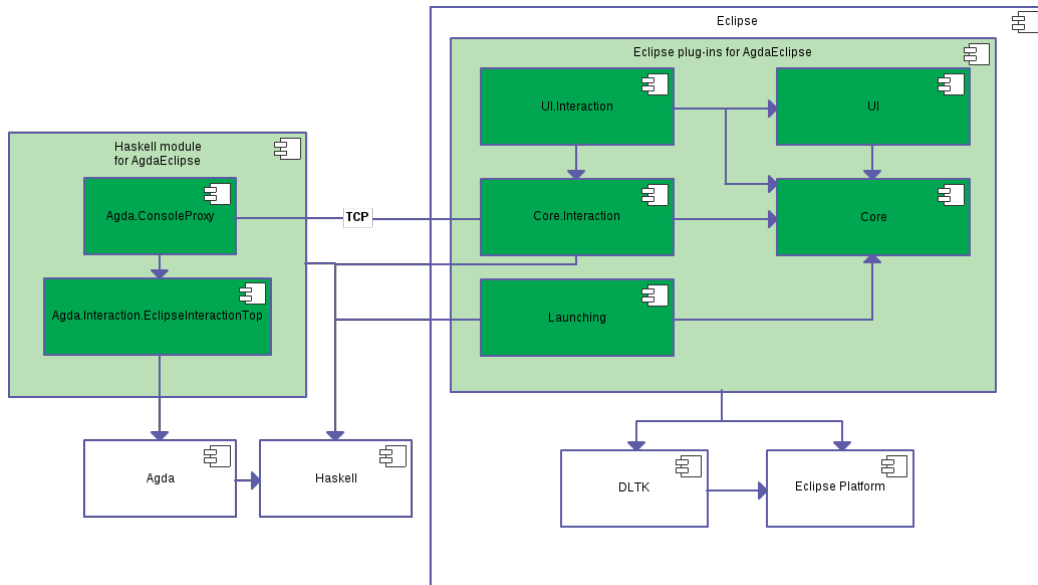 Eclipse
Eclipse plug-ins for AgdaEclipse
UI.Interaction
UI
Haskell module
for AgdaEclipse
Agda.ConsoleProxy
TCP
Core.Interaction
Core
Agda.Interaction.EclipseInteractionTop
Launching
Agda
Haskell
DLTK
Eclipse Platform